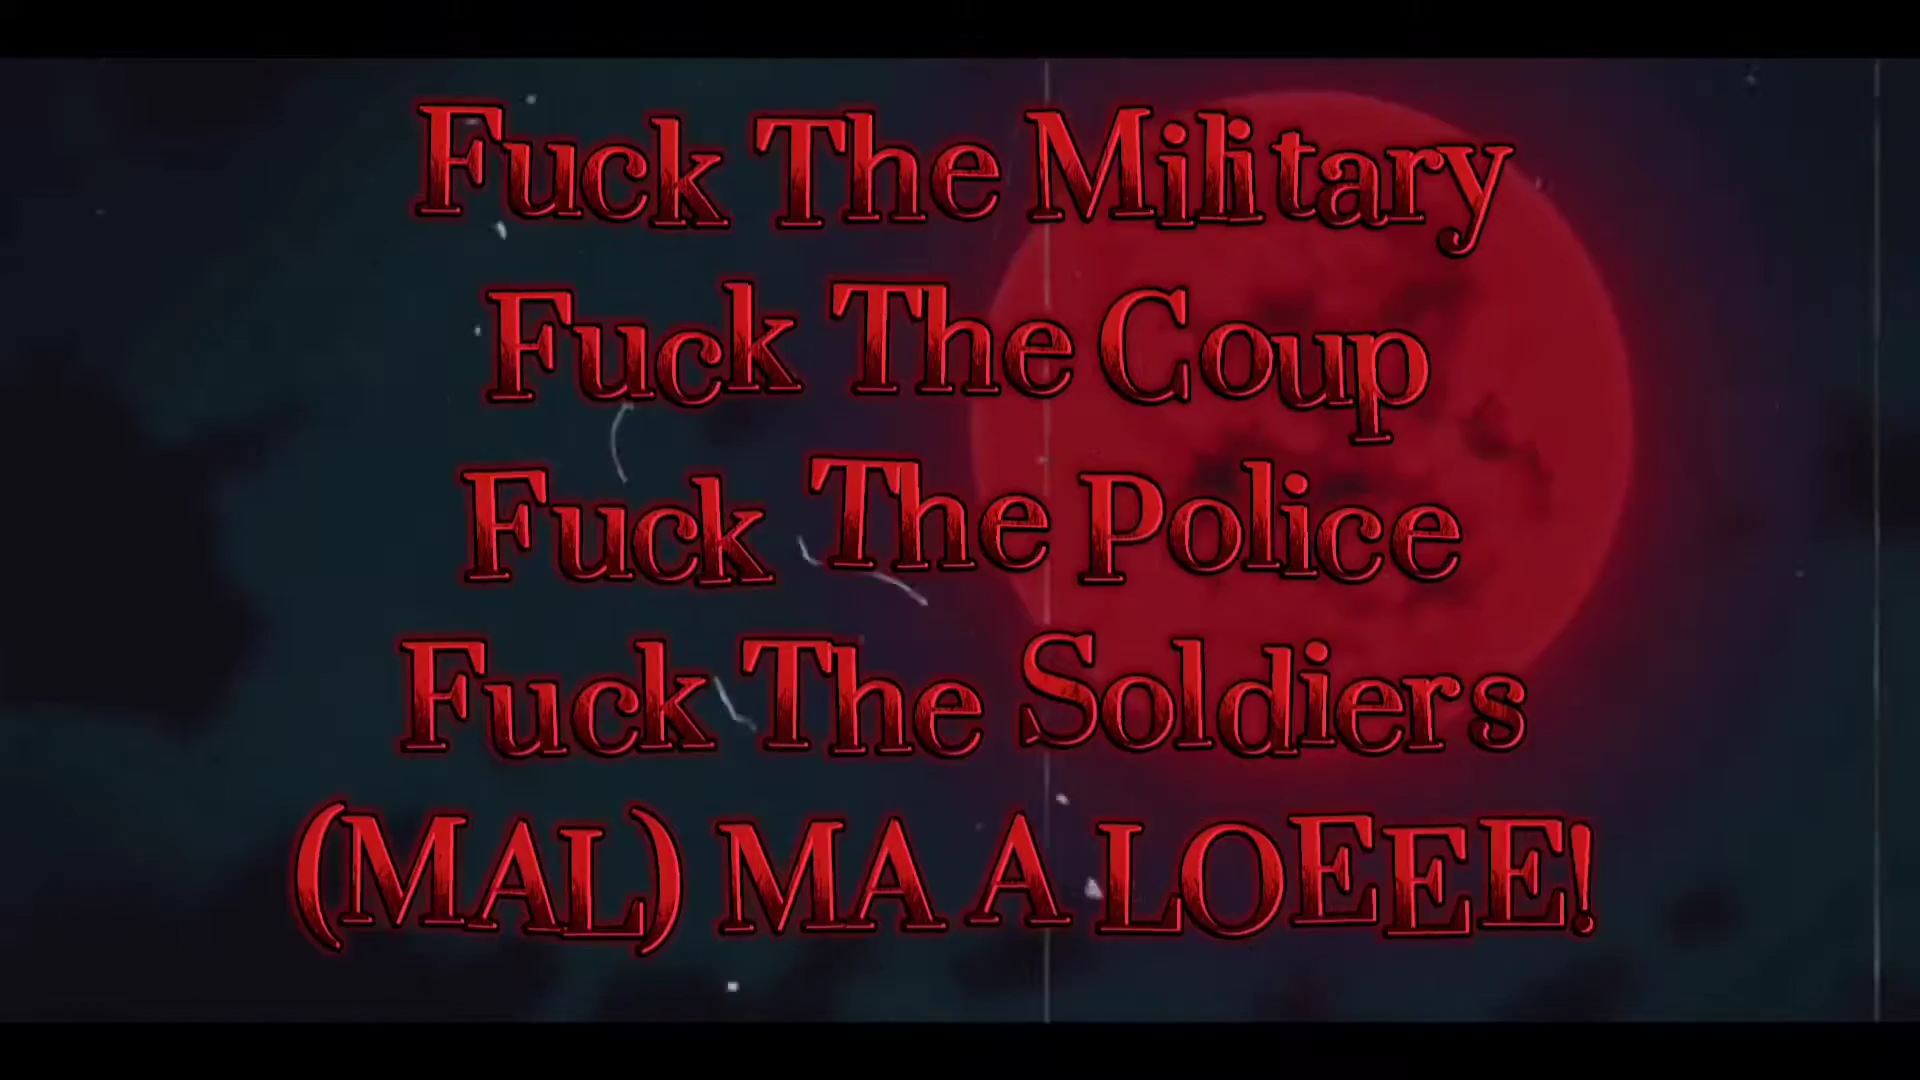 Fuck The Military
Fuck The Coup
Fuck The Police
Fuck The Soldiers
(MAL) MA A LOEEE!